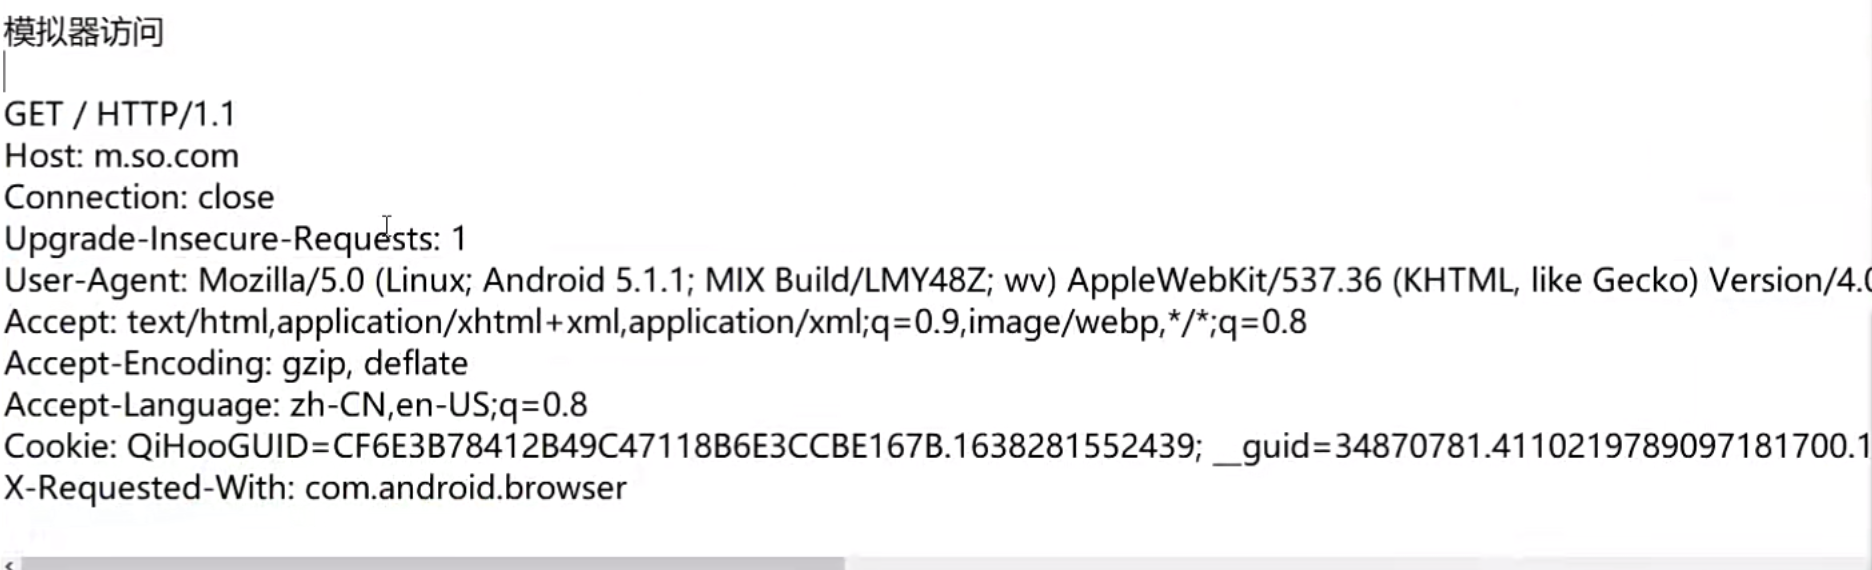 模拟器访问
GET / HTTP/1.1
Host: m.so.com
Connection: close
Upgrade-Insecure-Requests: 1
User-Agent: Mozilla/5.0 (Linux; Android 5.1.1; MIX Build/LMY48Z; wv) AppleWebKit/537.36 (KHTML, like Gecko) Version/4.0
Accept: text/html,application/xhtml+xml,application/xml;q=0.9,image/webp,*/*;q=0.8
Accept-Encoding: gzip, deflate
Accept-Language: zh-CN,en-US;q=0.8
Cookie: QiHooGUID=CF6E3B78412B49C47118B6E3CCBE167B.1638281552439; __guid=34870781.4110219789097181700.1
X-Requested-With: com.android.browser